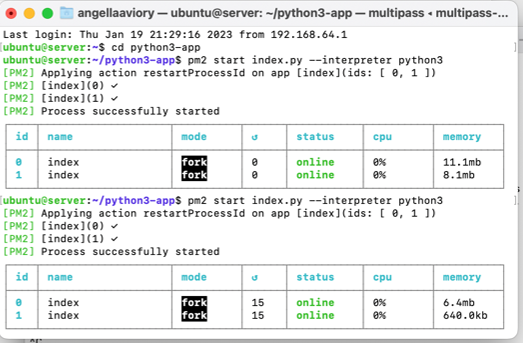 angellaaviory — ubuntu@server: ~/python3-app — multipass ◂ multipass-...
Last login: Thu Jan 19 21:29:16 2023 from 192.168.64.1
ubuntu@server:~$ cd python3-app
ubuntu@server:~/python3-app$ pm2 start index.py --interpreter python3
[PM2] Applying action restartProcessId on app [index](ids: [ 0, 1 ])
[PM2] [index](0) ✓
[PM2] [index](1) ✓
[PM2] Process successfully started
id name mode ↺ status cpu memory
0 index fork 0 online 0% 11.1mb
1 index fork 0 online 0% 8.1mb
ubuntu@server:~/python3-app$ pm2 start index.py --interpreter python3
[PM2] Applying action restartProcessId on app [index](ids: [ 0, 1 ])
[PM2] [index](0) ✓
[PM2] [index](1) ✓
[PM2] Process successfully started
id name mode ↺ status cpu memory
0 index fork 15 online 0% 6.4mb
1 index fork 15 online 0% 640.0kb